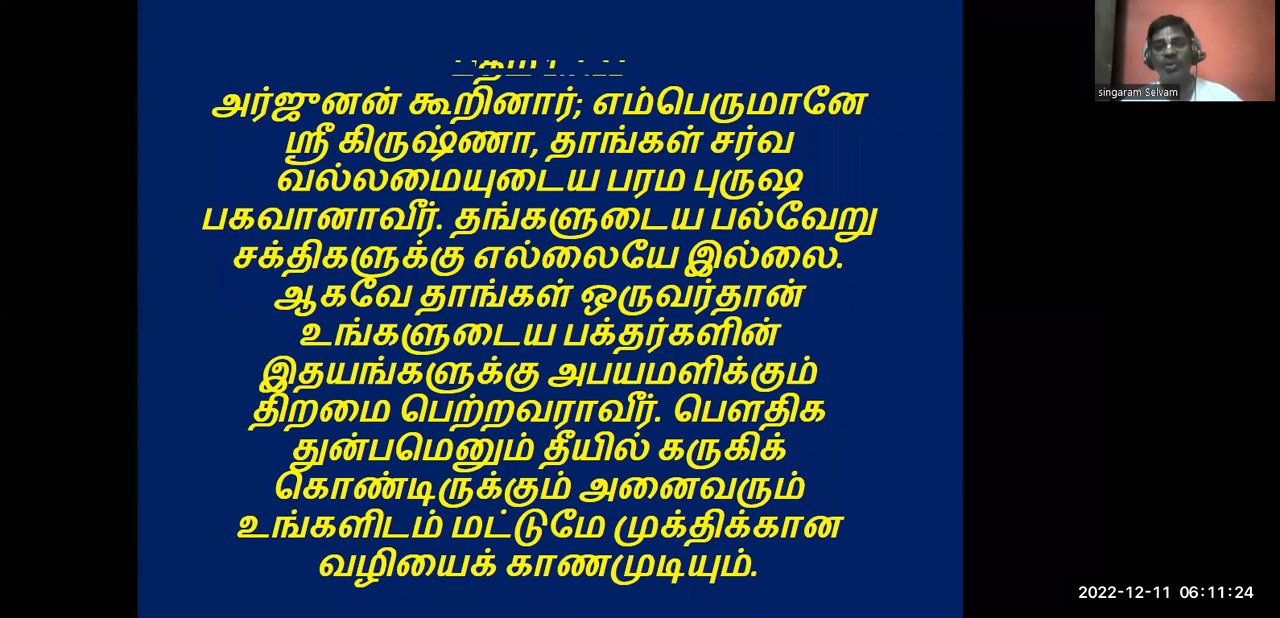 அர்ஜுனன் கூறினார்; எம்பெருமானே
ஸ்ரீ கிருஷ்ணா, தாங்கள் சர்வ
வல்லமையுடைய பரம புருஷ
பகவானாவீர். தங்களுடைய பல்வேறு
சக்திகளுக்கு எல்லையே இல்லை.
ஆகவே தாங்கள் ஒருவர்தான்
உங்களுடைய பக்தர்களின்
இதயங்களுக்கு அபயமளிக்கும்
திறமை பெற்றவராவீர். பௌதிக
துன்பமெனும் தீயில் கருகிக்
கொண்டிருக்கும் அனைவரும்
உங்களிடம் மட்டுமே முக்திக்கான
வழியைக் காணமுடியும்.
singaram Selvam
2022-12-11 06:11:24